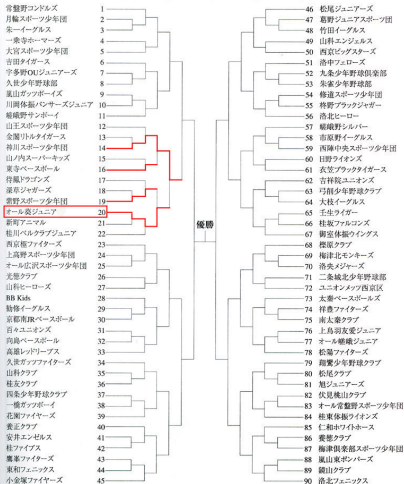 常盤野コンドルズ 1
月輪スポーツ少年団 2
朱一イーグルス 3
一乗寺ホーマーズ 4
大宮スポーツ少年団 5
吉田タイガース 6
宇多野OUジュニアーズ 7
久世少年野球部 8
嵐山ガッツボーイズ 9
川岡体振パンサーズジュニア 10
嵯峨野サンボーイ 11
山王スポーツ少年団 12
金閣リトルタイガース 13
神川スポーツ少年団 14
山ノ内スーパーキッズ 15
東寺ベースボール 16
待鳳ドラゴンズ 17
深草ジャガーズ 18
紫野スポーツ少年団 19
オール葵ジュニア 20
新町アニマル 21
桂川ベルクラブジュニア 22
西京極ファイターズ 23
上高野スポーツ少年団 24
オール広沢スポーツ少年団 25
光徳クラブ 26
山科ヒーローズ 27
BB Kids 28
勧修イーグルス 29
京都南JRベースボール 30
百々ユニオンズ 31
向島ベースボール 32
高雄レッドリーブス 33
久世ガッツファイターズ 34
山科クラブ 35
桂友クラブ 36
四条少年野球クラブ 37
一橋ガッツボーイ 38
花園ファイヤーズ 39
養正クラブ 40
安井エンゼルス 41
桂ファイブス 42
鷹峯ファイターズ 43
東和フェニックス 44
小金塚ファイヤーズ 45
優勝
46 松尾ジュニアーズ
47 葛野ジュニアスポーツ団
48 竹田イーグルス
49 山科エンジェルス
50 西京ビッグスターズ
51 洛中フェローズ
52 九条少年野球倶楽部
53 朱雀少年野球部
54 修道スポーツ少年団
55 柊野ブラックジャガー
56 洛北ヒーロー
57 嵯峨野シルバー
58 市原野イーグルス
59 西陣中央スポーツ少年団
60 日野ライオンズ
61 衣笠ブラックタイガース
62 吉祥院ユニオンズ
63 弓削少年野球クラブ
64 大枝イーグルス
65 壬生ライガー
66 桂坂ファルコンズ
67 御室体振ウイングス
68 樫原クラブ
69 梅津北モンキーズ
70 洛央メジャーズ
71 二条城北少年野球部
72 ユニオンメッツ西京区
73 太秦ベースボールズ
74 祥豊ファイターズ
75 南太秦クラブ
76 上鳥羽友愛ジュニア
77 オール嵯峨ジュニア
78 松陽ファイターズ
79 翔鸞少年野球クラブ
80 松尾クラブ
81 旭ジュニアーズ
82 伏見桃山クラブ
83 オール常磐野スポーツ少年団
84 桂東体振ライオンズ
85 仁和ホワイトホース
86 養徳クラブ
87 梅津倶楽部スポーツ少年団
88 嵐山東ボンバーズ
89 鏡山クラブ
90 洛北フェニックス